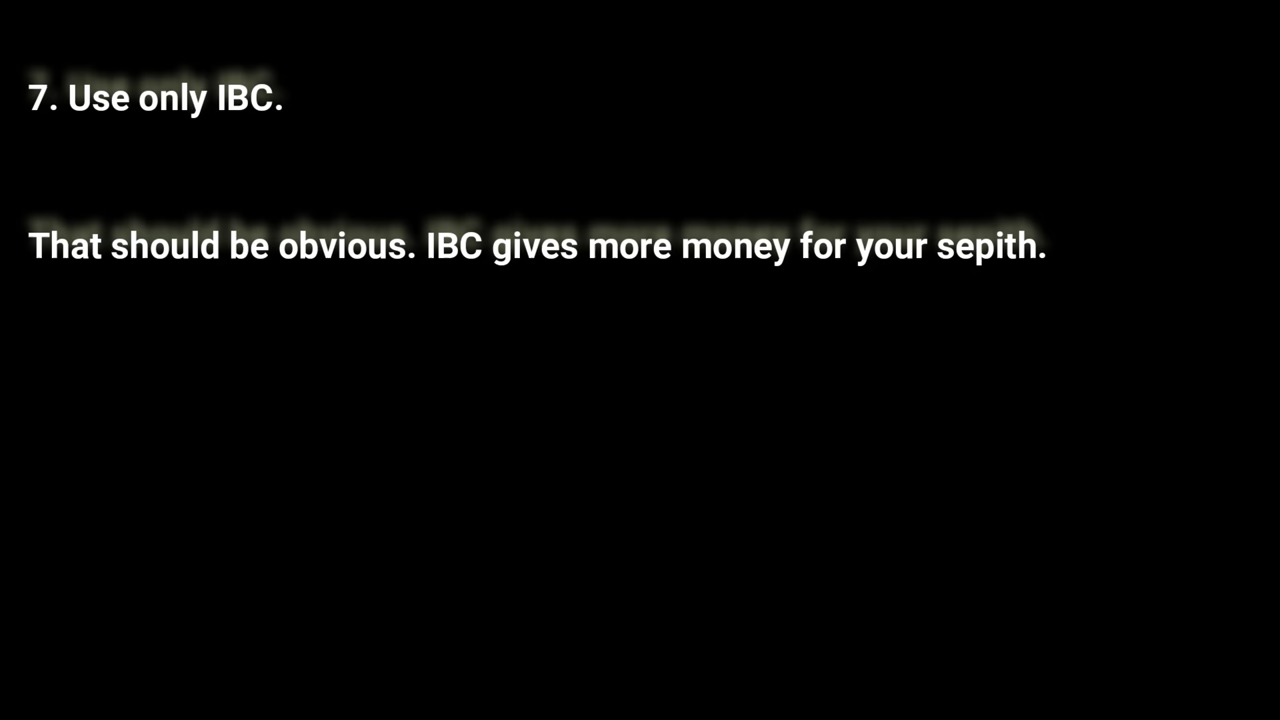 7. Use only IBC.
That should be obvious. IBC gives more money for your sepith.